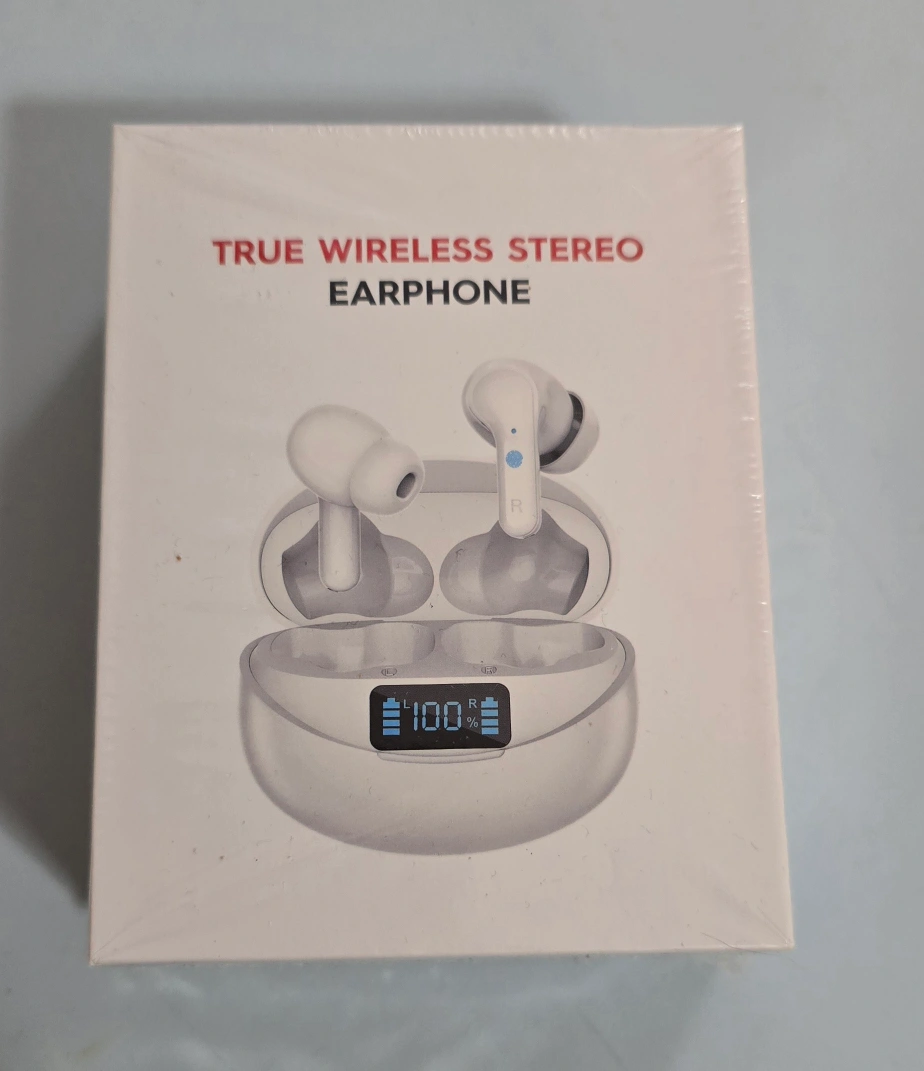 TRUE WIRELESS STEREO
EARPHONE
R
L 100 R
%